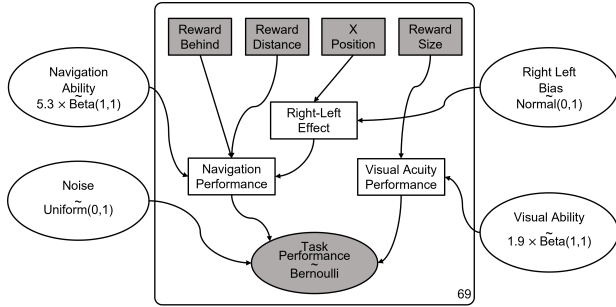 Reward
Behind
Reward
Distance
X
Position
Reward
Size
Navigation
Ability
~
5.3 × Beta(1,1)
Right Left
Bias
~
Normal(0,1)
Right-Left
Effect
Navigation
Performance
Visual Acuity
Performance
Noise
~
Uniform(0,1)
Visual Ability
~
1.9 × Beta(1,1)
Task
Performance
~
Bernoulli
69